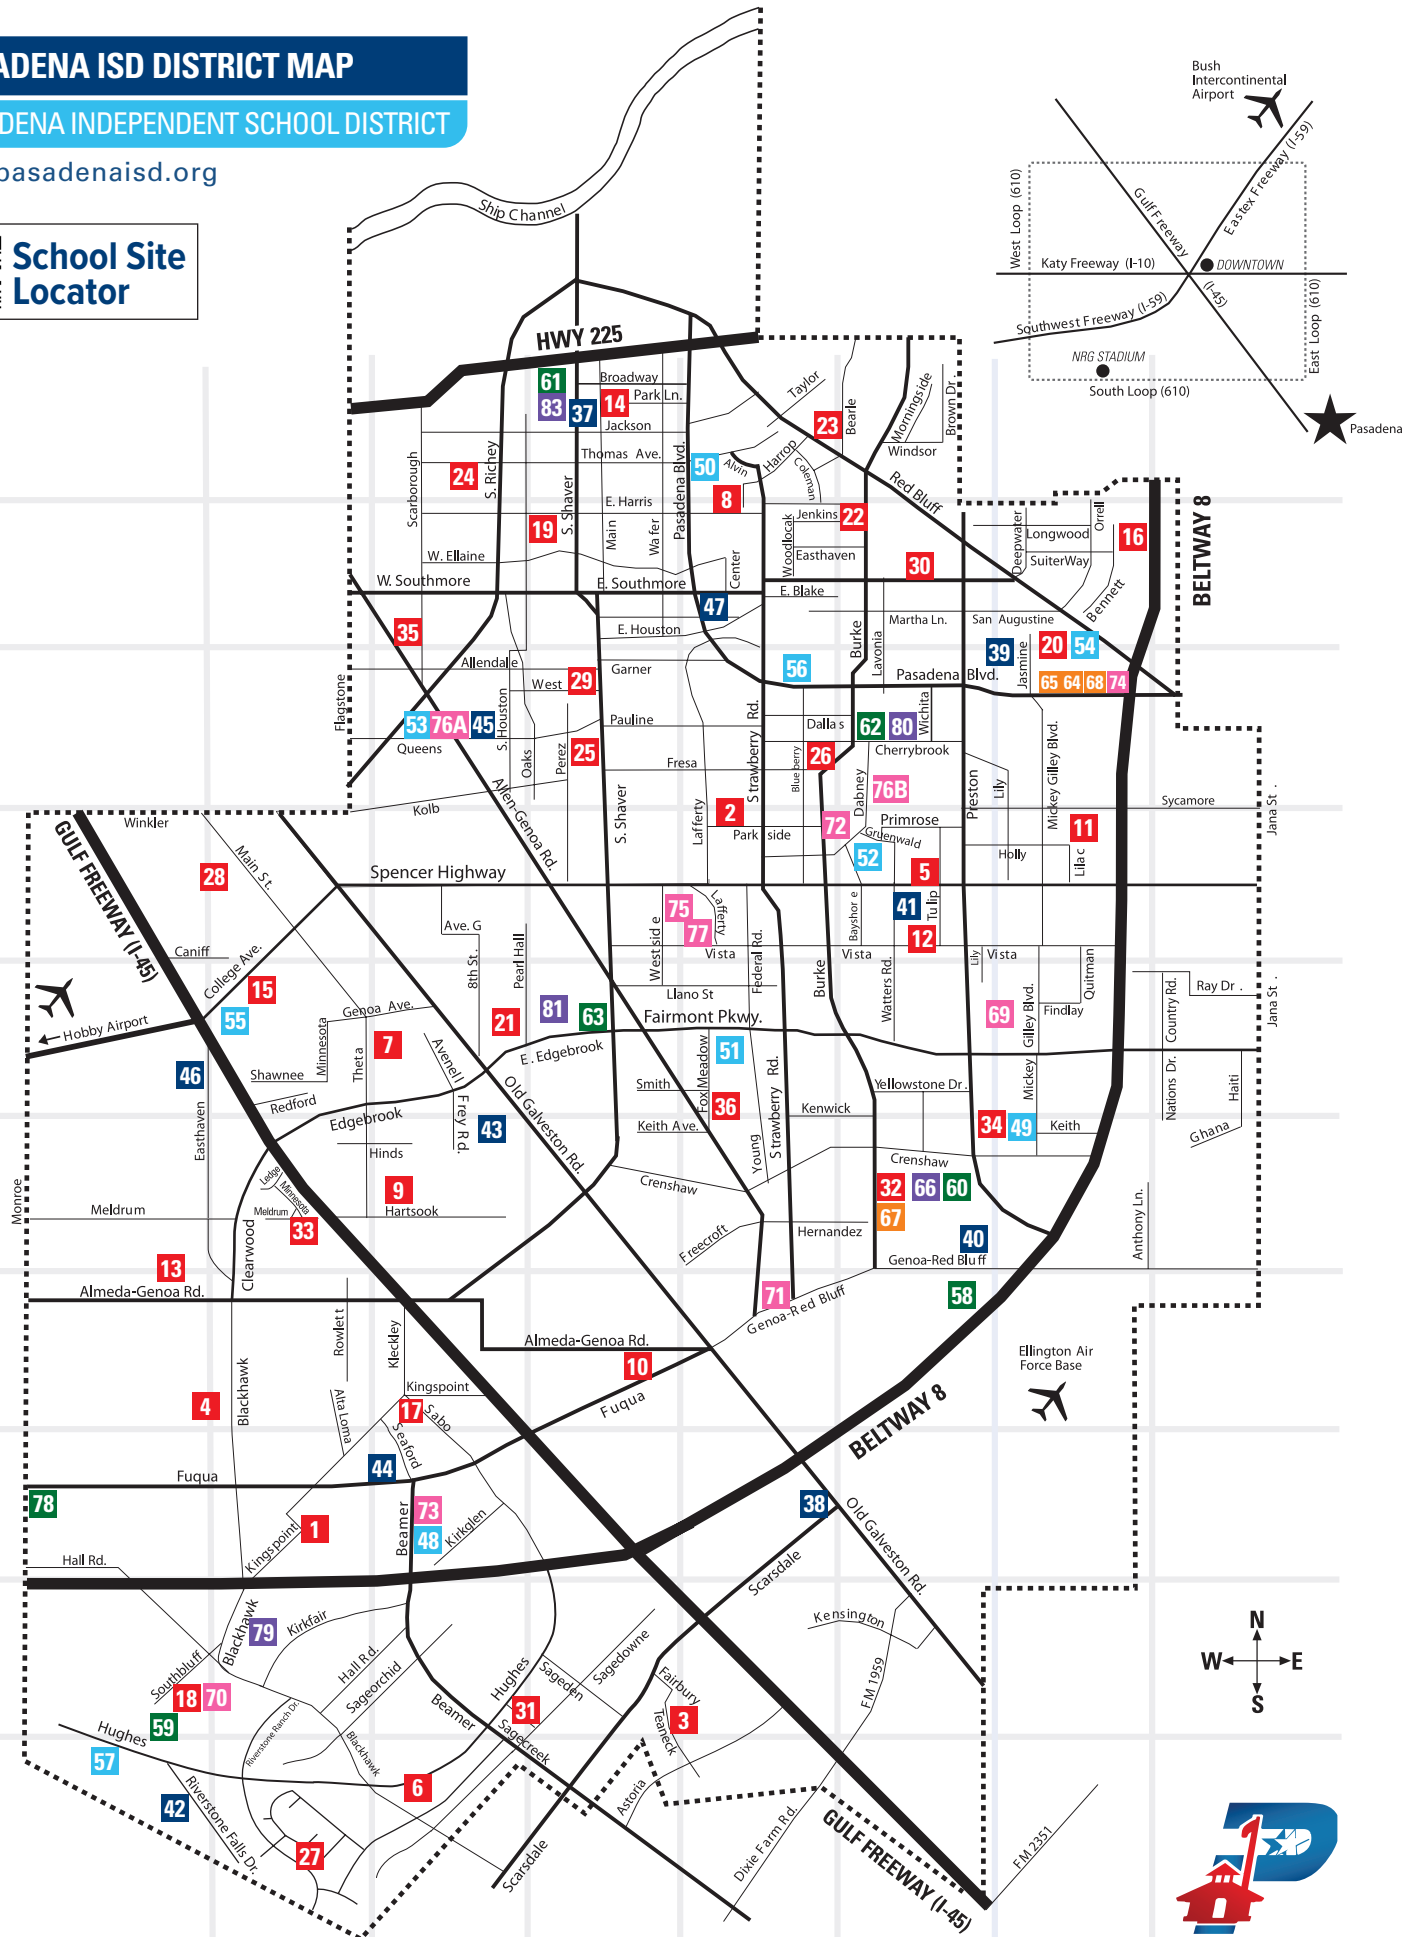 ADENA ISD DISTRICT MAP
DENA INDEPENDENT SCHOOL DISTRICT
pasadenaisd.org
School Site
Locator
Bush
Intercontinental
Airport
West Loop (610)
Gulf Freeway
Eastex Freeway (I-59)
Katy Freeway (I-10)
DOWNTOWN
(I-45)
Southwest Freeway (I-59)
East Loop (610)
NRG STADIUM
South Loop (610)
Pasadena
Ship Channel
HWY 225
61
Broadway
83
37
14
Park Ln.
Jackson
Taylor
23
Bearle
Morningside
Brown Dr.
Windsor
Scarborough
24
S. Richey
S. Shaver
Thomas Ave.
Pasadena Blvd.
50
Alvin
Harrop
Coleman
Red Bluff
8
E. Harris
19
Main
Wafer
Center
Woodlocak
Jenkins
22
Easthaven
30
Deepwater
Longwood
Orrell
16
SuiterWay
Bennett
BELTWAY 8
W. Ellaine
W. Southmore
E. Southmore
47
E. Blake
35
E. Houston
Burke
Lavonia
Martha Ln.
San Augustine
39
Jasmine
20
54
Allendale
Garner
56
Pasadena Blvd.
65
64
68
74
Flagstone
West
29
53
76A
45
S. Houston
Queens
Pauline
Strawberry Rd.
Dallas
62
80
Wichita
Oaks
Perez
25
Fresa
Blue berry
26
Cherrybrook
Mickey Gilley Blvd.
Kolb
Allen-Genoa Rd.
S. Shaver
Lafferty
2
Park side
Dabney
76B
72
Primrose
Gruenwald
Preston
Lily
Sycamore
Jana St.
11
Winkler
GULF FREEWAY (I-45)
Main St.
28
Spencer Highway
52
5
Holly
Lilac
Ave. G
75
Lafferty
77
41
Tulip
12
Bayshore
Caniff
College Ave.
8th St.
Pearl Hall
West side
Vista
Federal Rd.
Burke
Vista
Watters Rd.
Lily
Vista
Quitman
15
55
Hobby Airport
Genoa Ave.
Minnesota
21
81
63
Llano St
Fairmont Pkwy.
69
Gilley Blvd.
Findlay
Country Rd.
Ray Dr.
Jana St.
7
Theta
Avenell
E. Edgebrook
Fox Meadow
51
46
Shawnee
Redford
Edgebrook
Frey Rd.
43
Old Galveston Rd.
Smith
36
Keith Ave.
Young
Strawberry Rd.
Kenwick
Yellowstone Dr.
Mickey
34
49
Keith
Nations Dr.
Haiti
Ghana
Easthaven
Hinds
Ledge
Minnesota
9
Hartsook
Crenshaw
Crenshaw
32
66
60
67
Monroe
Meldrum
Meldrum
33
Clearwood
Freecroft
Hernandez
40
Genoa-Red Bluff
Anthony Ln.
13
Almeda-Genoa Rd.
71
Genoa-Red Bluff
58
Rowlett
Kleckley
Almeda-Genoa Rd.
10
Fuqua
Ellington Air
Force Base
Blackhawk
4
Kingspoint
17
Sabo
Alta Loma
Seaford
BELTWAY 8
Fuqua
44
78
1
Kingspoint
Beamer
73
48
Kirkglen
38
Old Galveston Rd.
Hall Rd.
Scarsdale
Blackhawk
79
Kirkfair
Kensington
Southbluff
18
70
Hall Rd.
Sageorchid
Hughes
Sageden
Sagedowne
Fairbury
FM 1959
N
W
E
S
Hughes
59
57
Riverstone Ranch Dr.
Blackhawk
Beamer
31
Sagecreek
Teaneck
3
42
Riverstone Falls Dr.
6
27
Astoria
Scarsdale
Dixie Farm Rd.
GULF FREEWAY (I-45)
FM 2351